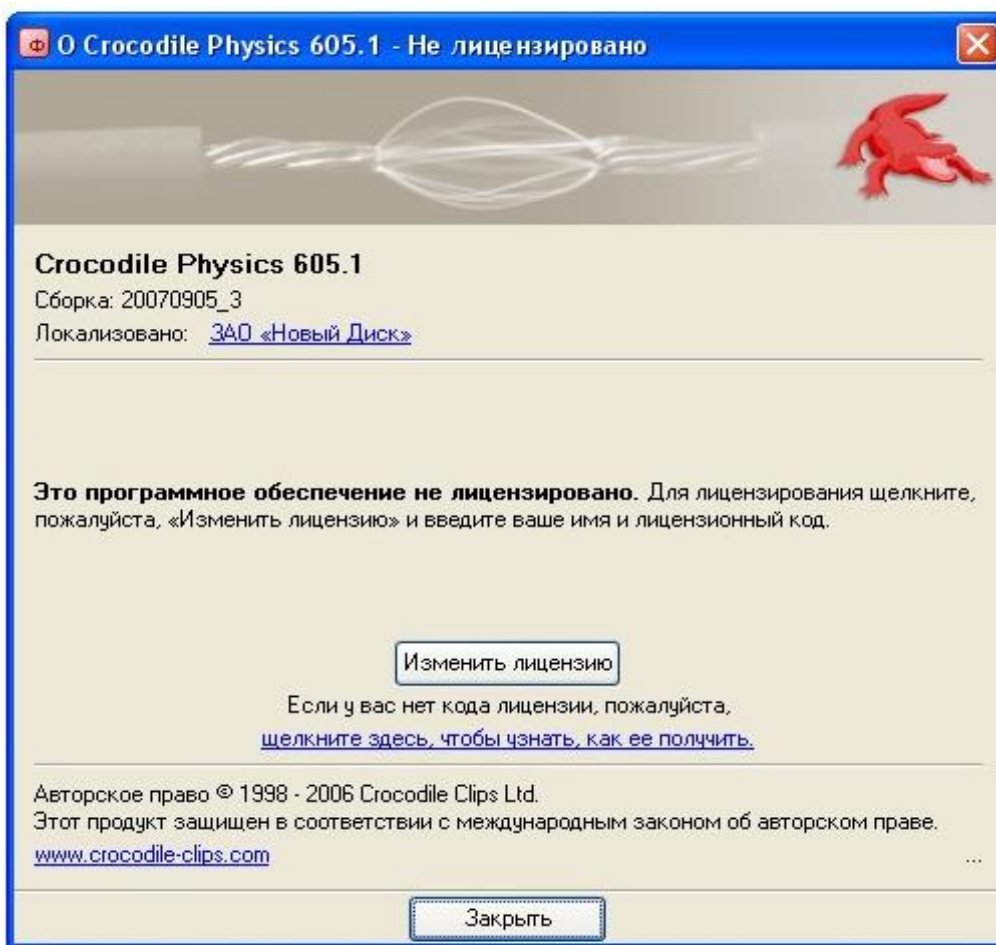 Ф О Crocodile Physics 605.1 - Не лицензировано
Crocodile Physics 605.1
Сборка: 20070905_3
Локализовано: ЗАО «Новый Диск»
Это программное обеспечение не лицензировано. Для лицензирования щелкните,
пожалуйста, «Изменить лицензию» и введите ваше имя и лицензионный код.
Изменить лицензию
Если у вас нет кода лицензии, пожалуйста,
щелкните здесь, чтобы узнать, как ее получить.
Авторское право © 1998 - 2006 Crocodile Clips Ltd.
Этот продукт защищен в соответствии с международным законом об авторском праве.
www.crocodile-clips.com ...
Закрыть